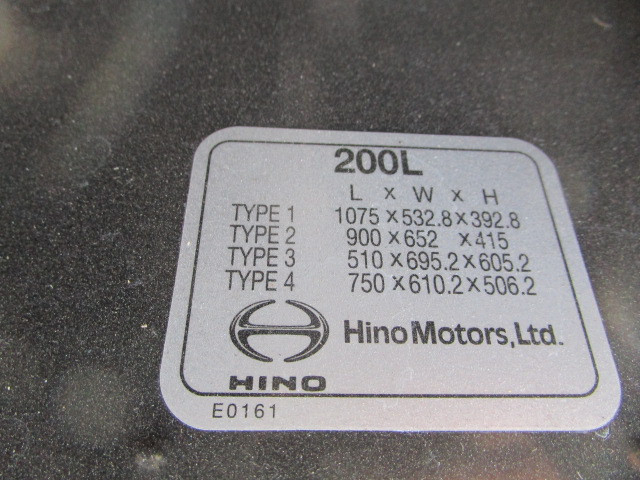 200L
L x W x H
TYPE 1 1075 x 532.8 x 392.8
TYPE 2 900 x 652 x 415
TYPE 3 510 x 695.2 x 605.2
TYPE 4 750 x 610.2 x 506.2
Hino Motors, Ltd.
HINO
E0161